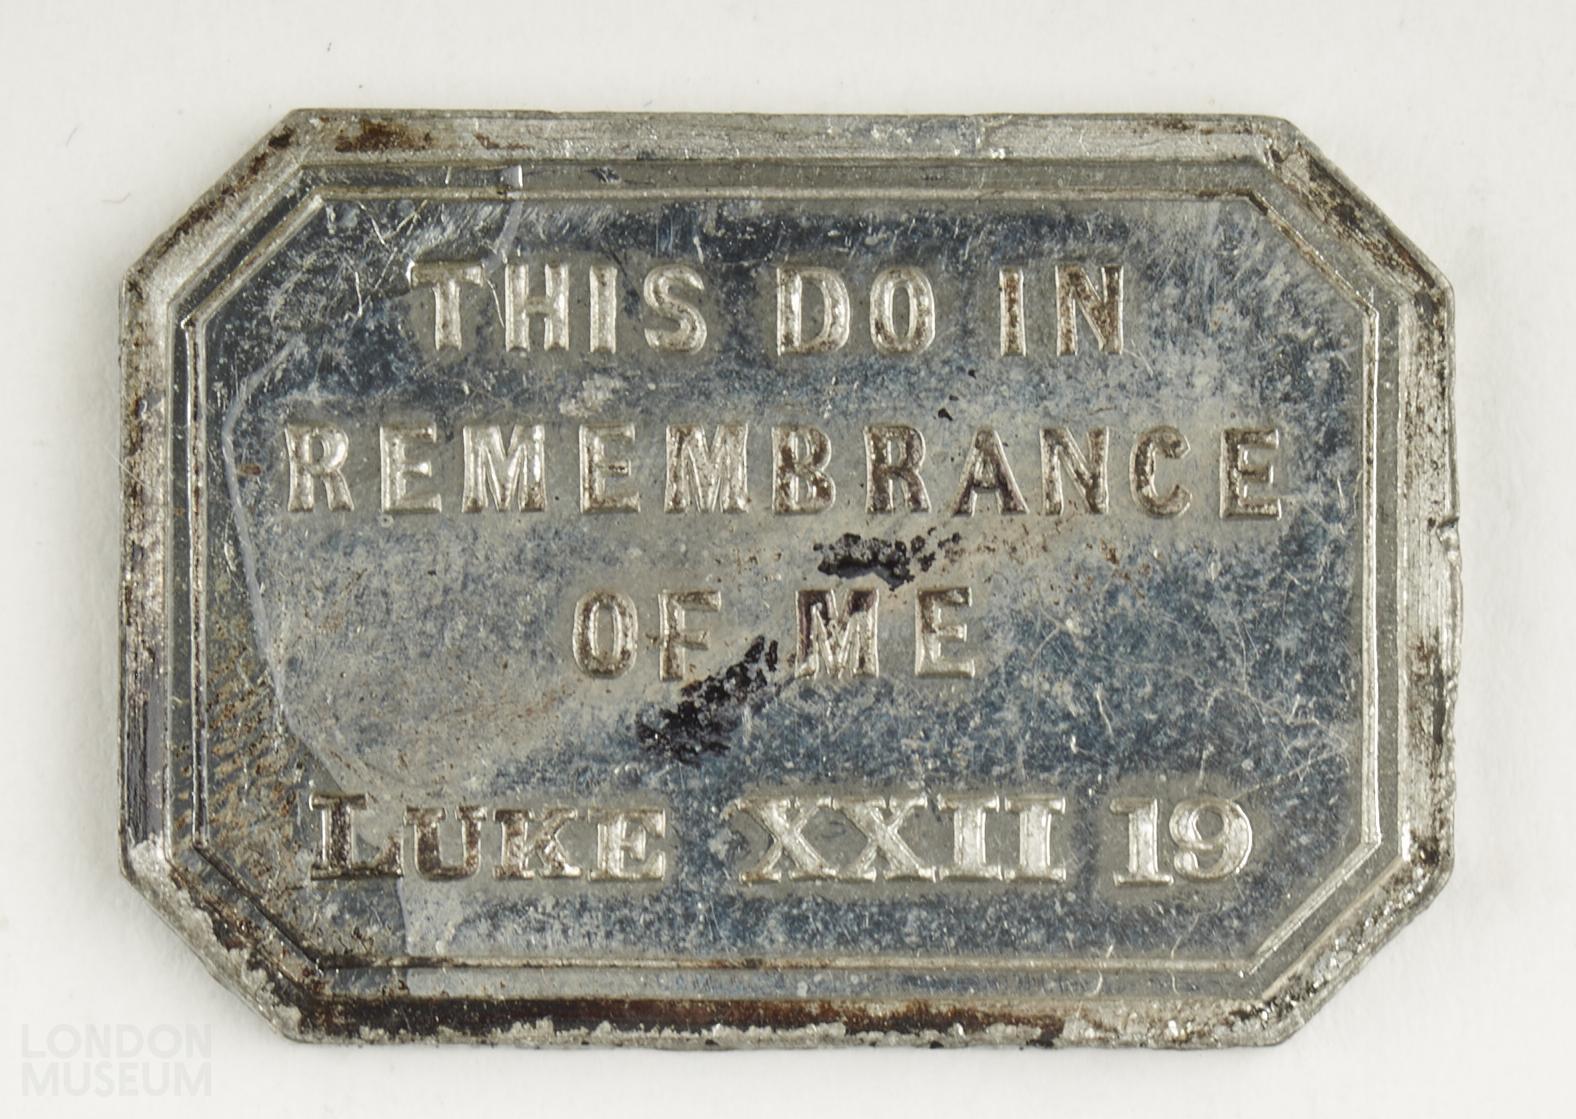 THIS DO IN
REMEMBRANCE
OF ME
LUKE XXII 19
LONDON
MUSEUM